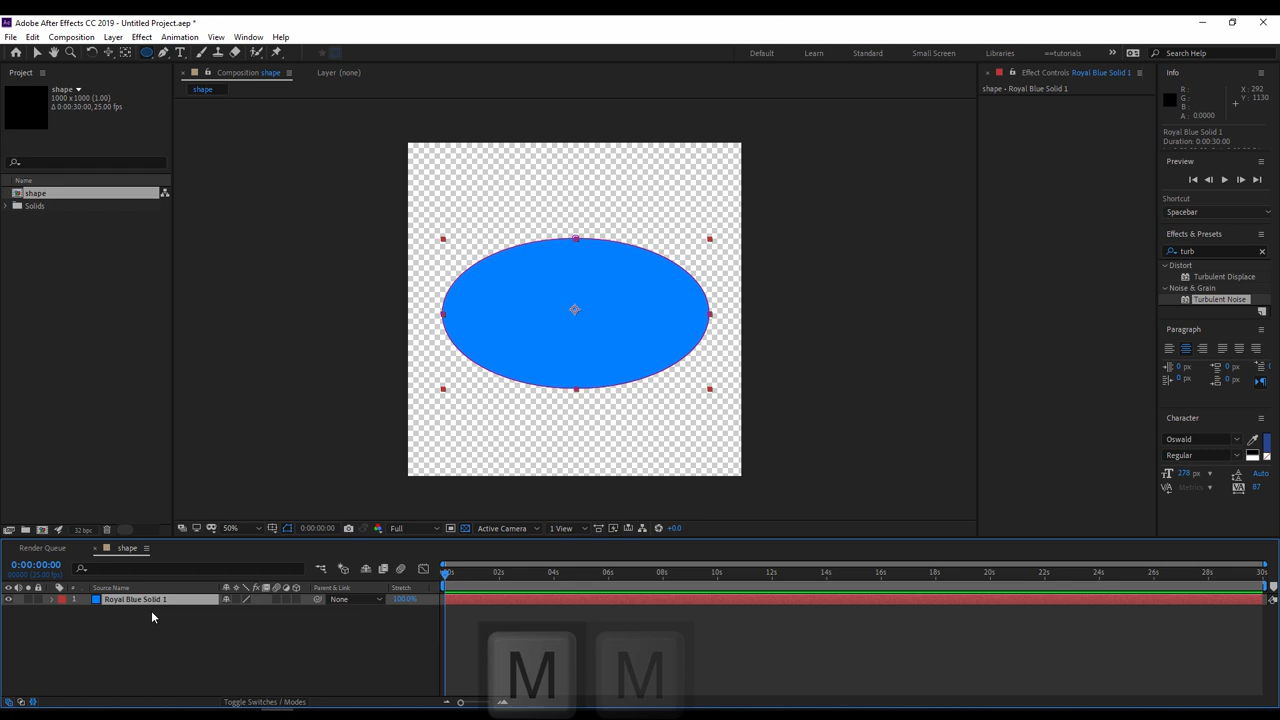 Adobe After Effects CC 2019 - Untitled Project.aep *
File Edit Composition Layer Effect Animation View Window Help
Default Learn Standard Small Screen Libraries ==tutorials Search Help
Project
shape
1000 x 1000 (1.00)
Δ 0:00:30:00, 25.00 fps
Name
shape
Solids
32 bpc
Composition shape
Layer (none)
shape
50% 0:00:00:00 Full Active Camera 1 View +0.0
Effect Controls Royal Blue Solid 1
shape • Royal Blue Solid 1
Info
R :
G :
B :
A : 0.0000
X : 292
Y : 1130
Royal Blue Solid 1
Duration: 0:00:30:00
Preview
Shortcut
Spacebar
Effects & Presets
turb
Distort
Turbulent Displace
Noise & Grain
Turbulent Noise
Paragraph
0 px 0 px
0 px 0 px
Character
Oswald
Regular
278 px Auto
Metrics 87
Render Queue shape
0:00:00:00
00000 (25.00 fps)
# Source Name Parent & Link Stretch
1 Royal Blue Solid 1 None 100.0%
02s 04s 06s 08s 10s 12s 14s 16s 18s 20s 22s 24s 26s 28s 30s
M M
Toggle Switches / Modes